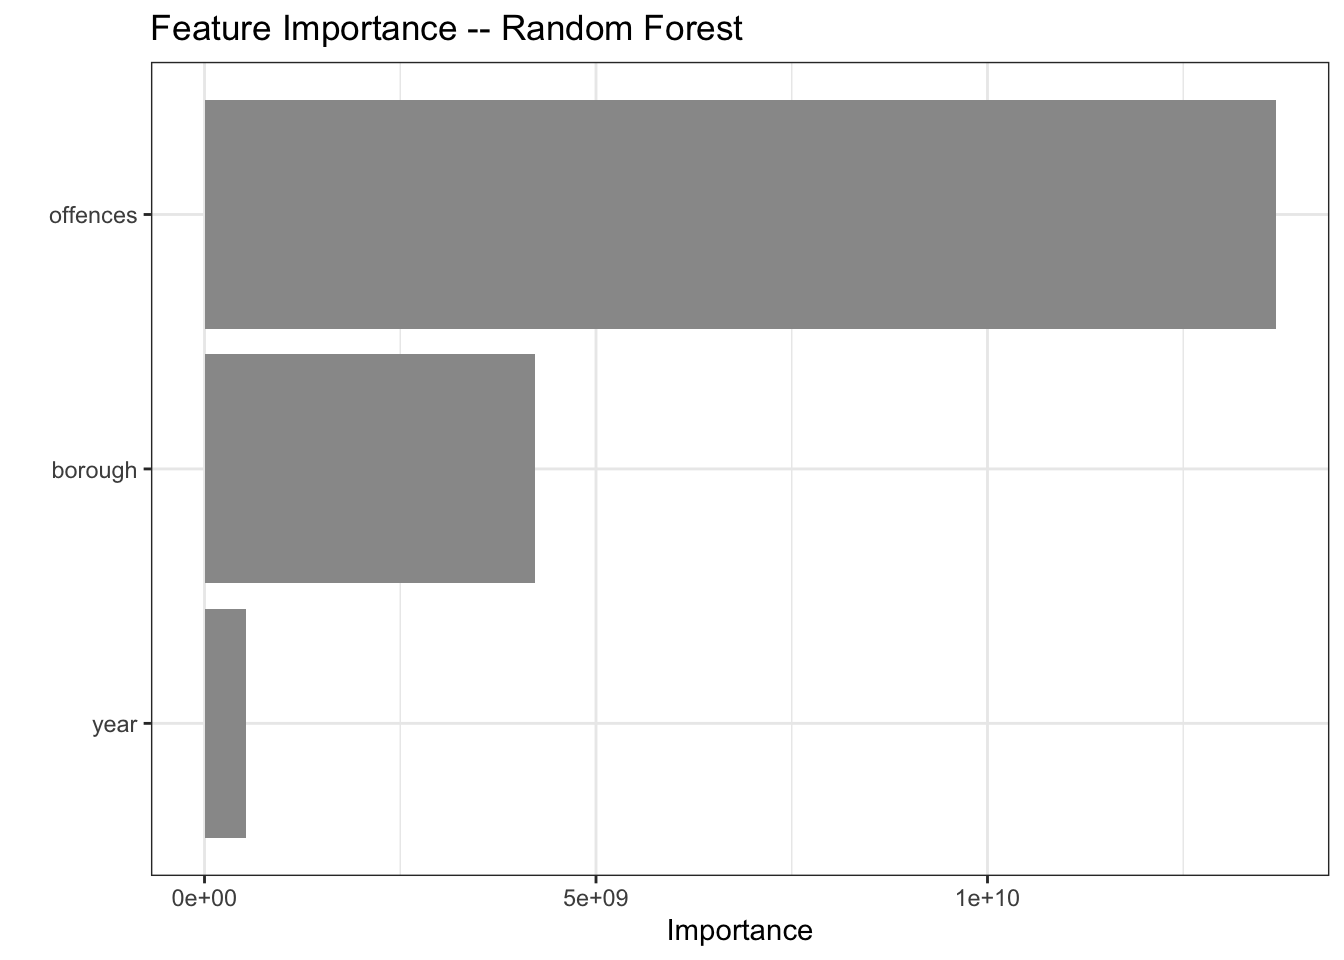 Feature Importance -- Random Forest
offences
borough
year
0e+00 5e+09 1e+10
Importance